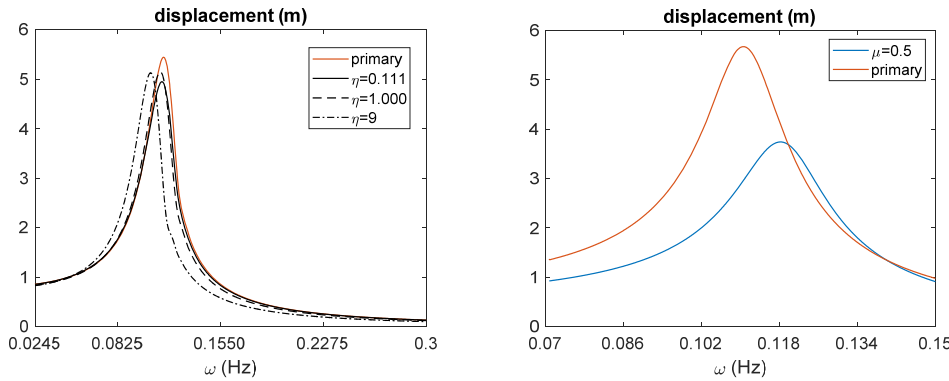 displacement (m)
6
5
4
3
2
1
0
primary
η=0.111
η=1.000
η=9
0.0245 0.0825 0.1550 0.2275 0.3
ω (Hz)
displacement (m)
6
5
4
3
2
1
0
μ=0.5
primary
0.07 0.086 0.102 0.118 0.134 0.15
ω (Hz)